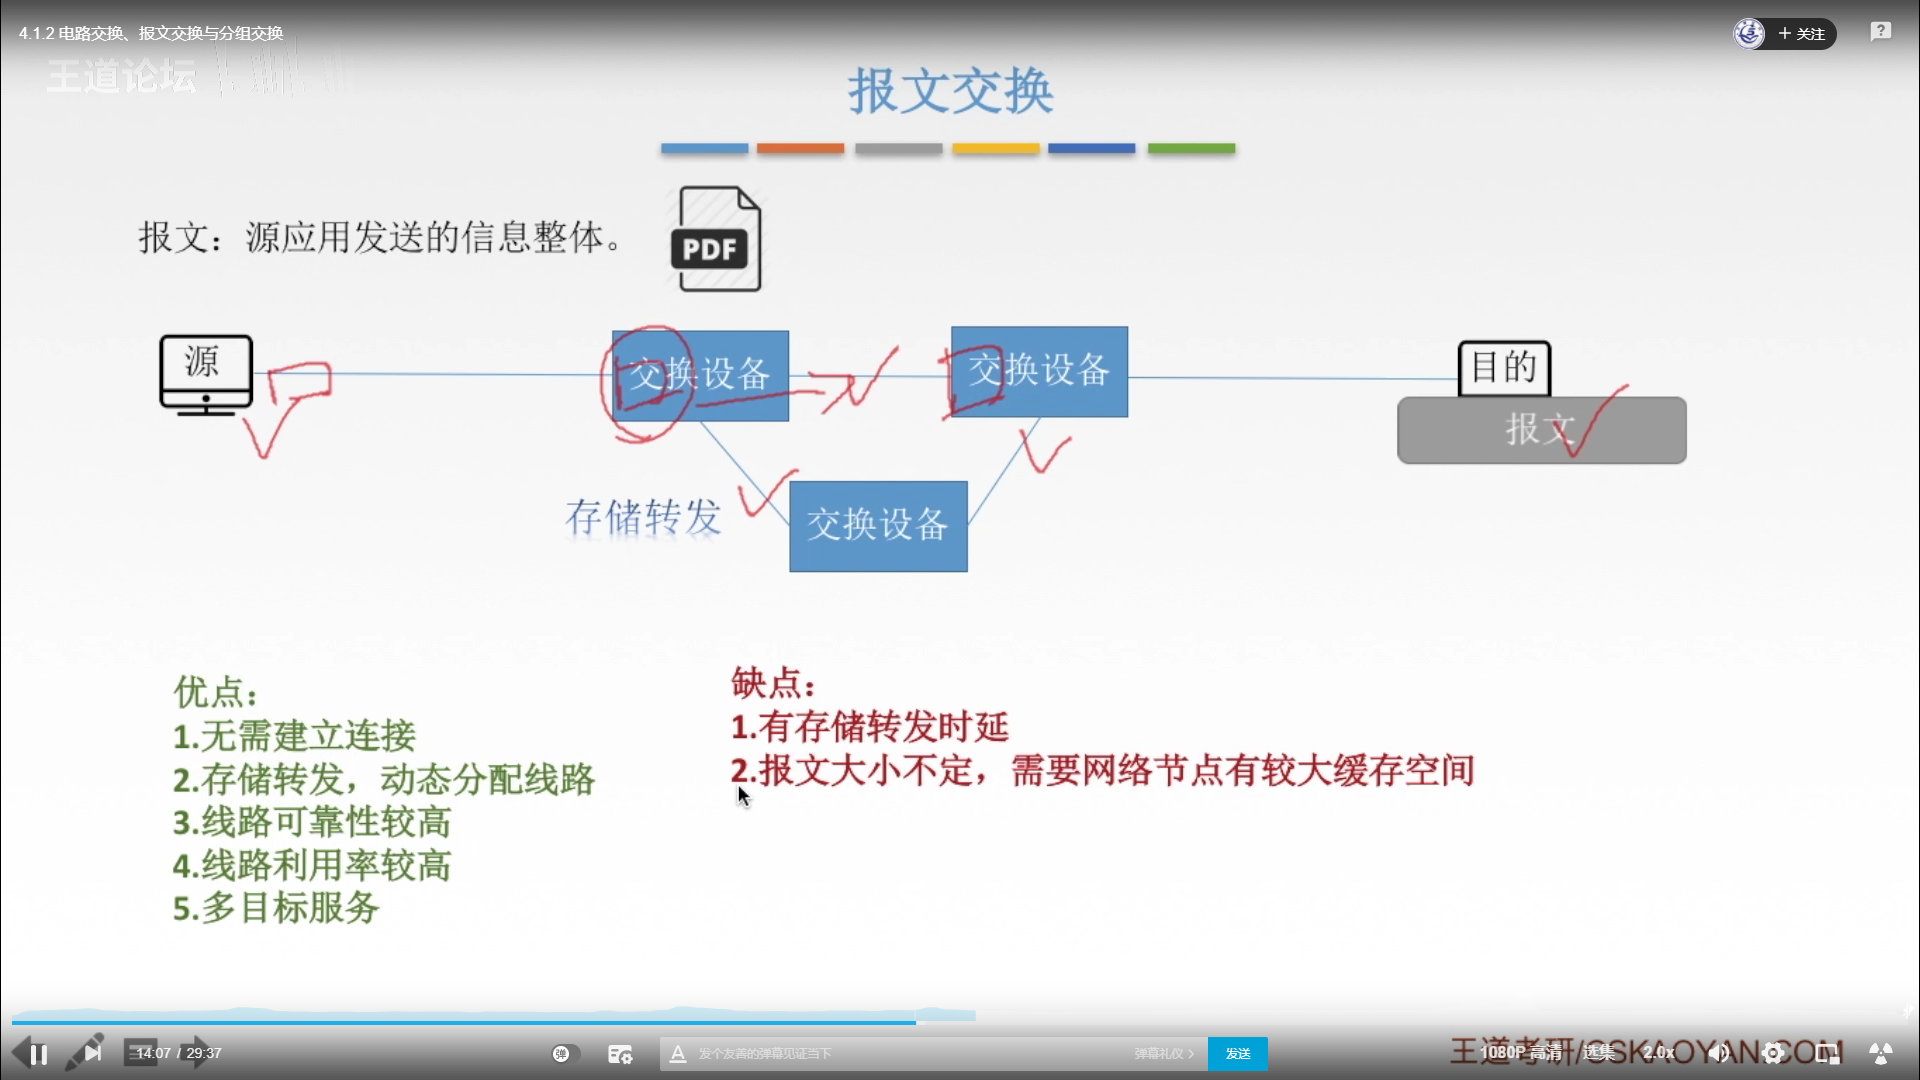 4.1.2 电路交换、报文交换与分组交换
+ 关注
王道论坛
报文交换
报文：源应用发送的信息整体。
PDF
源
交换设备
交换设备
目的
报文
存储转发
交换设备
优点：
1.无需建立连接
2.存储转发，动态分配线路
3.线路可靠性较高
4.线路利用率较高
5.多目标服务
缺点：
1.有存储转发时延
2.报文大小不定，需要网络节点有较大缓存空间
14:07 / 29:37
弹
发个友善的弹幕见证当下
弹幕礼仪 >
发送
王道考研/CSKAOYAN.COM
1080P 高清
选集
2.0x